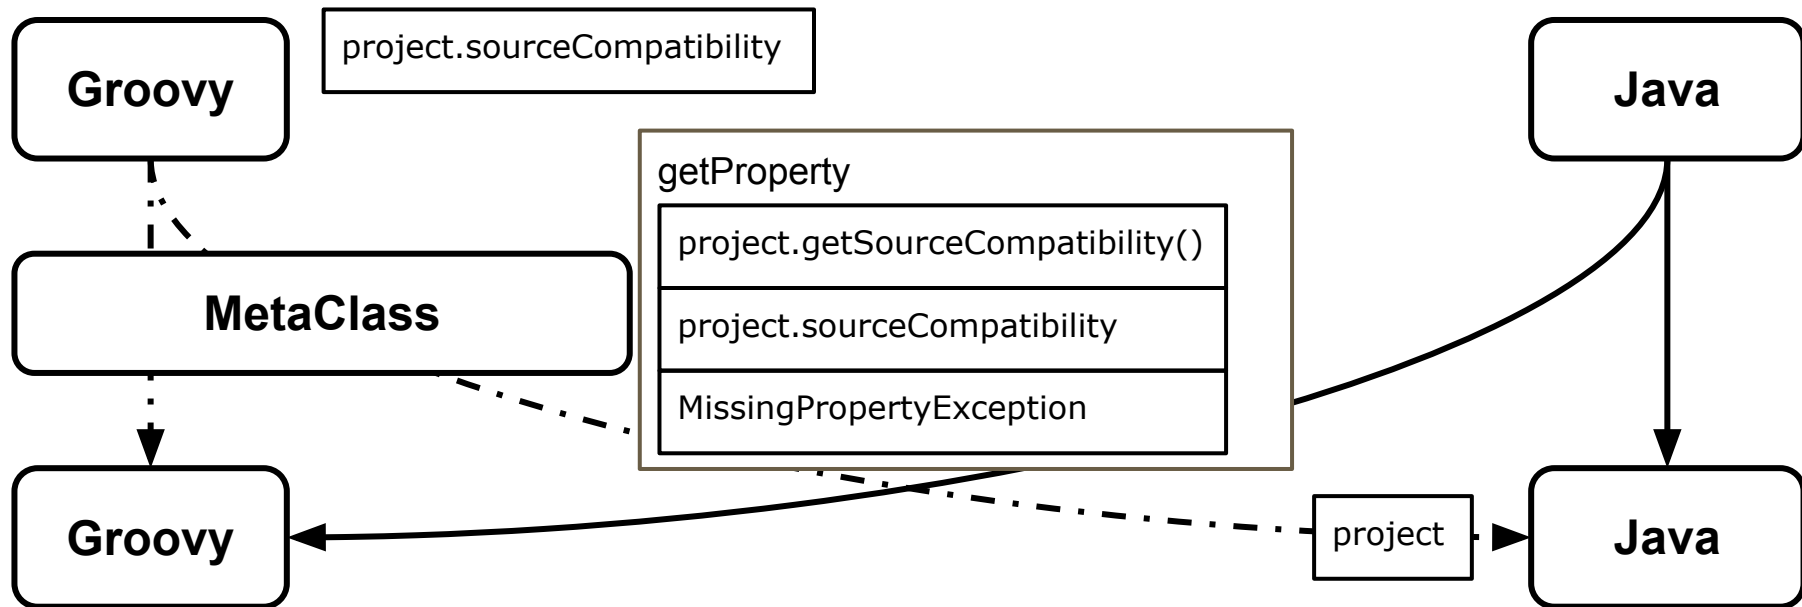 Groovy
project.sourceCompatibility
Java
getProperty
project.getSourceCompatibility()
MetaClass
project.sourceCompatibility
MissingPropertyException
Groovy
project
Java